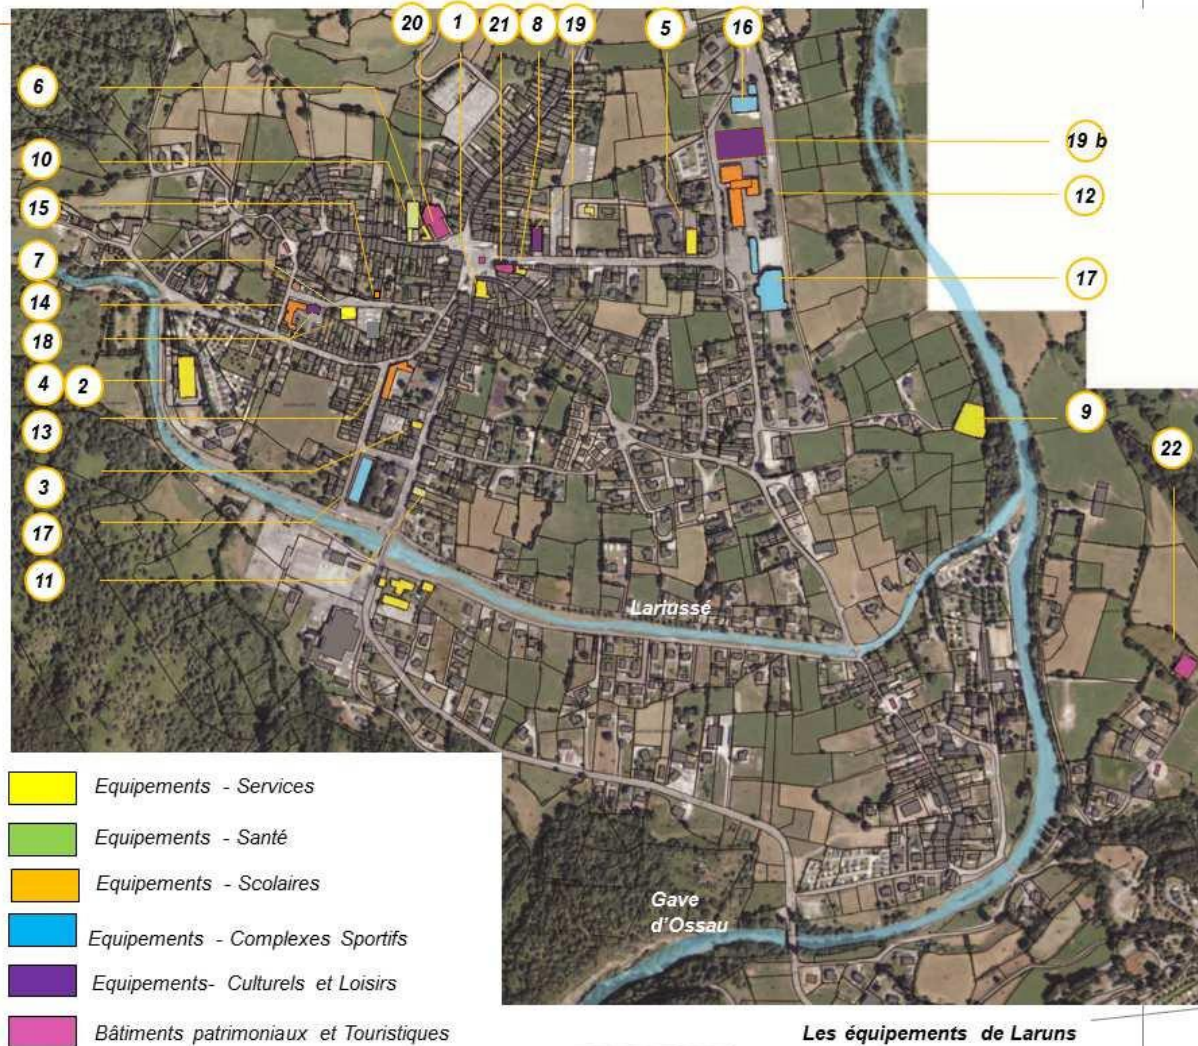 20 1 21 8 19 5 16
6
10
15
7
14
18
4 2
13
3
17
11
19 b
12
17
9
22
Lariussé
Gave
d'Ossau
Equipements - Services
Equipements - Santé
Equipements - Scolaires
Equipements - Complexes Sportifs
Equipements- Culturels et Loisirs
Bâtiments patrimoniaux et Touristiques
Les équipements de Laruns